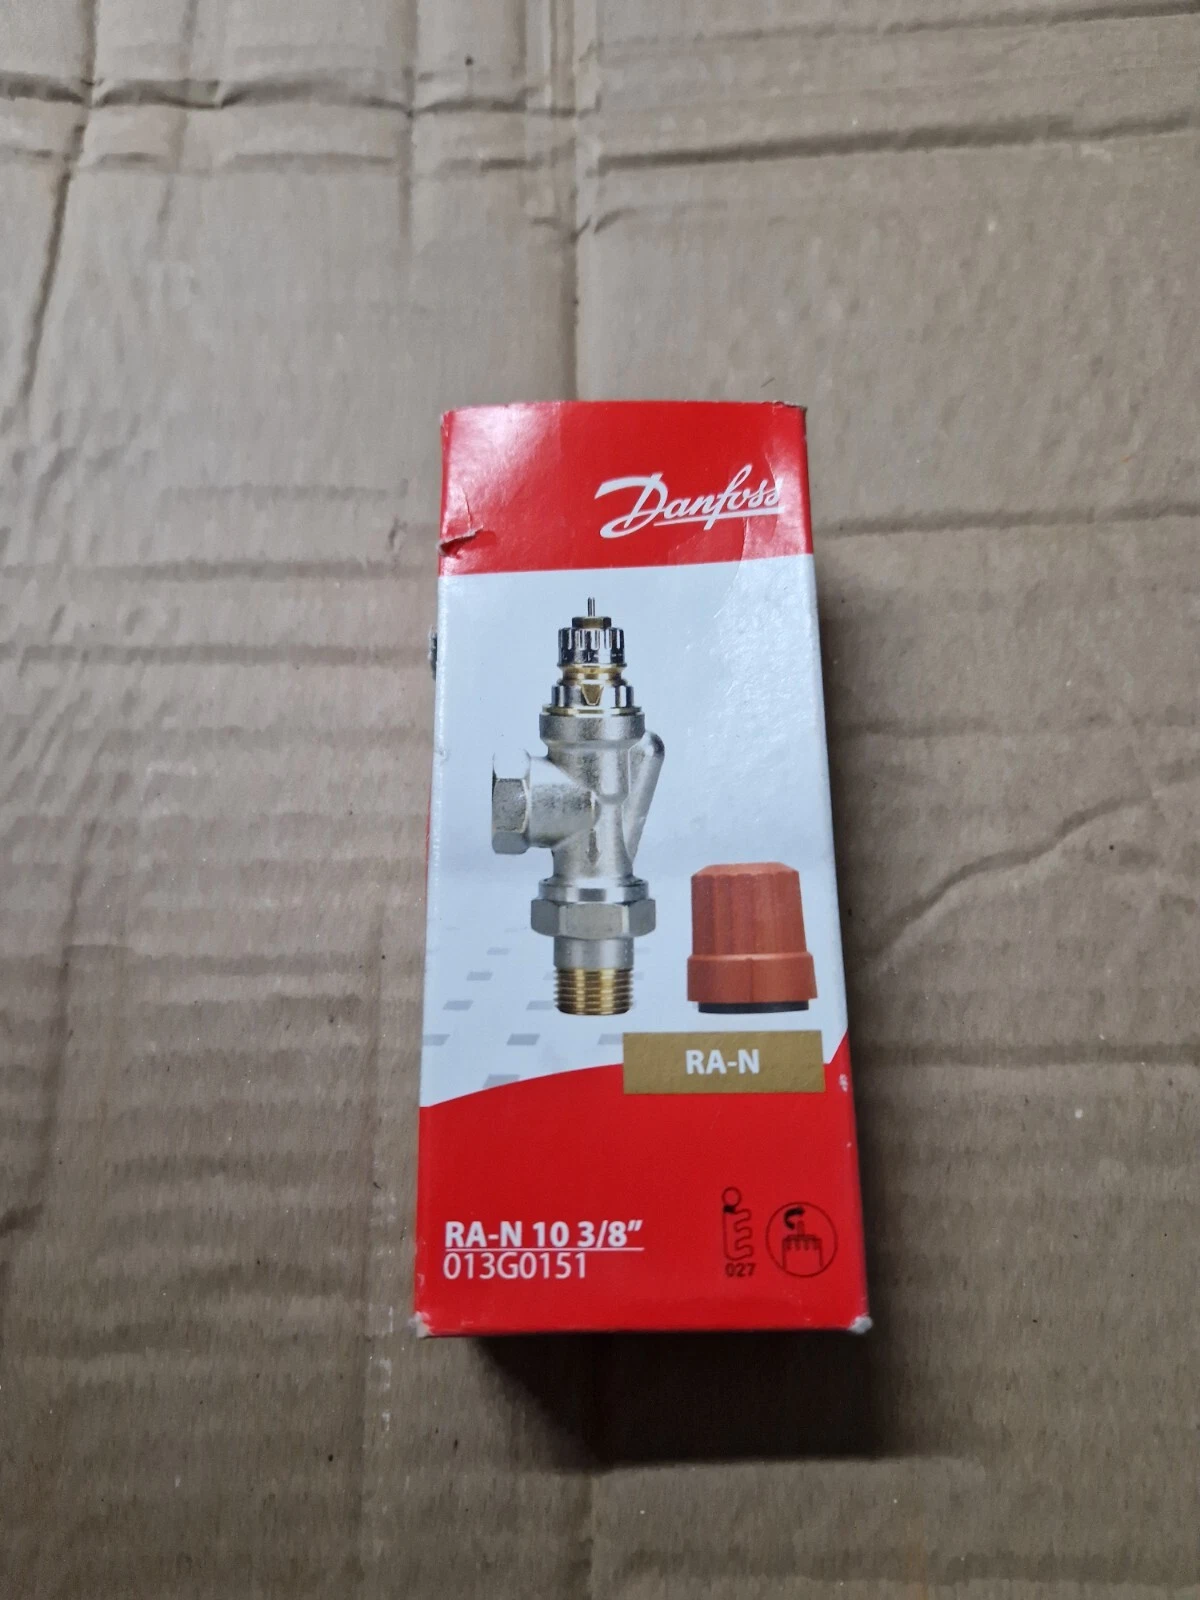 Danfoss
RA-N
RA-N 10 3/8”
013G0151
027